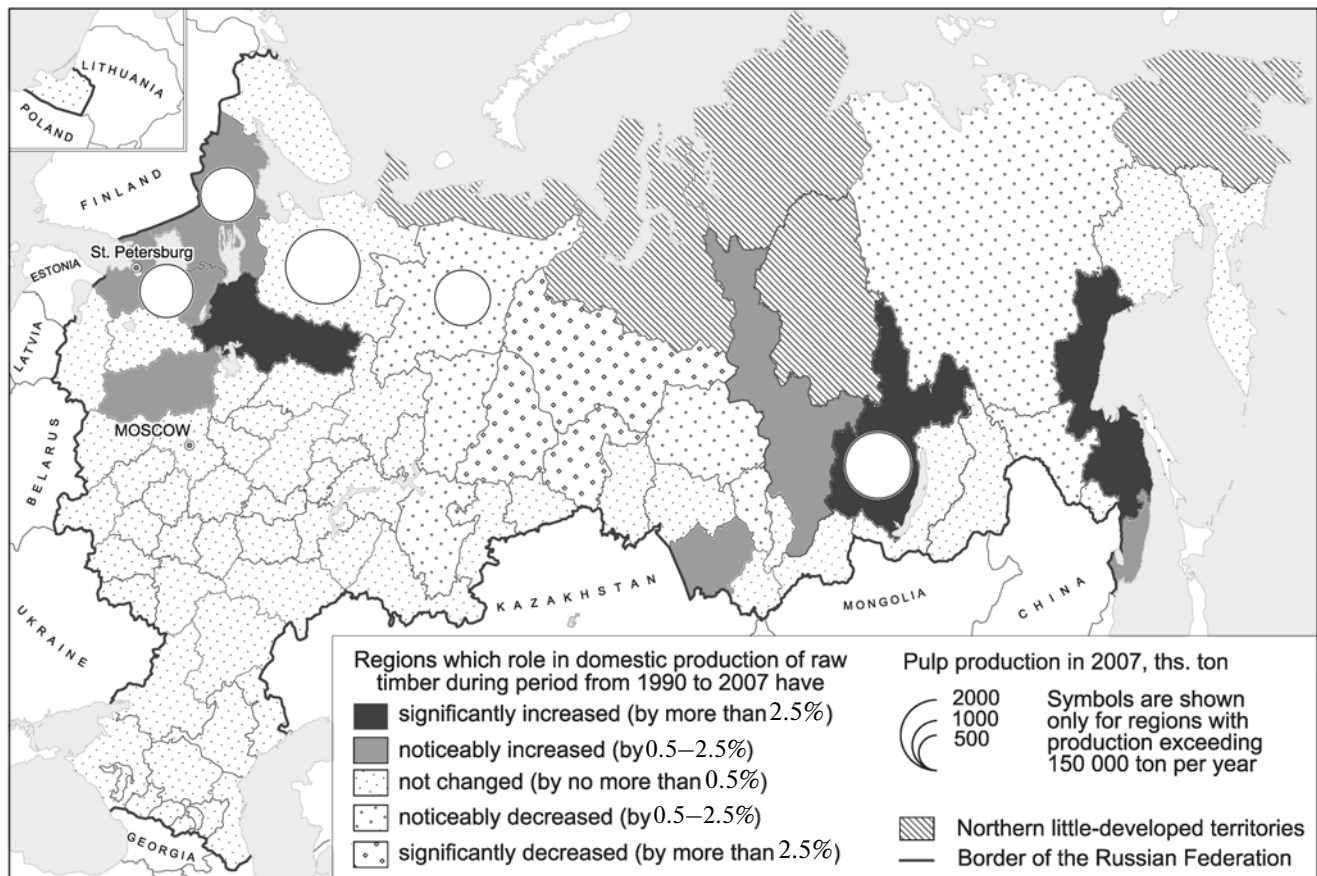 LITHUANIA
POLAND
FINLAND
St. Petersburg
ESTONIA
LATVIA
MOSCOW
BELARUS
UKRAINE
KAZAKHSTAN
MONGOLIA
CHINA
GEORGIA
Regions which role in domestic production of raw
timber during period from 1990 to 2007 have
significantly increased (by more than 2.5%)
noticeably increased (by 0.5–2.5%)
not changed (by no more than 0.5%)
noticeably decreased (by 0.5–2.5%)
significantly decreased (by more than 2.5%)
Pulp production in 2007, ths. ton
2000
1000
500
Symbols are shown
only for regions with
production exceeding
150 000 ton per year
Northern little-developed territories
Border of the Russian Federation